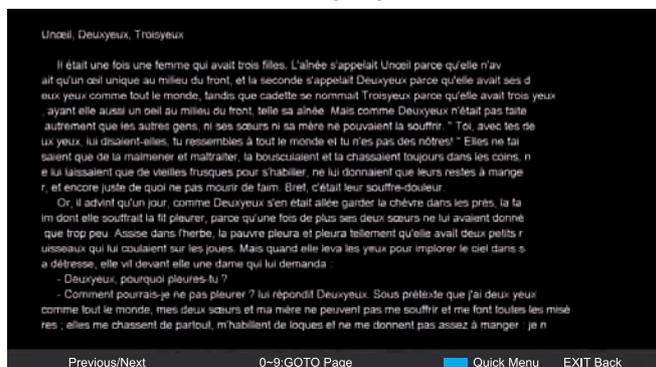 Unœil, Deuxyeux, Troisyeux
Il était une fois une femme qui avait trois filles. L'aînée s'appelait Unœil parce qu'elle n'av
ait qu'un œil unique au milieu du front, et la seconde s'appelait Deuxyeux parce qu'elle avait ses d
eux yeux comme tout le monde, tandis que cadette se nommait Troisyeux parce qu'elle avait trois yeux
, ayant elle aussi un oeil au milieu du front, telle sa aînée. Mais comme Deuxyeux n'était pas faite
autrement que les autres gens, ni ses sœurs ni sa mère ne pouvaient la souffrir. " Toi, avec tes de
ux yeux, lui disaient-elles, tu ressembles à tout le monde et tu n'es pas des nôtres! " Elles ne fai
saient que de la malmener et maltraiter, la bousculaient et la chassaient toujours dans les coins, n
e lui laissaient que de vieilles frusques pour s'habiller, ne lui donnaient que leurs restes à mange
r, et encore juste de quoi ne pas mourir de faim. Bref, c'était leur souffre-douleur.
Or, il advint qu'un jour, comme Deuxyeux s'en était allée garder la chèvre dans les prés, la fa
im dont elle souffrait la fit pleurer, parce qu'une fois de plus ses deux sœurs ne lui avaient donné
que trop peu. Assise dans l'herbe, la pauvre pleura et pleura tellement qu'elle avait deux petits r
uisseaux qui lui coulaient sur les joues. Mais quand elle leva les yeux pour implorer le ciel dans s
a détresse, elle vit devant elle une dame qui lui demanda :
- Deuxyeux, pourquoi pleures-tu ?
- Comment pourrais-je ne pas pleurer ? lui répondit Deuxyeux. Sous prétexte que j'ai deux yeux
comme tout le monde, mes deux sœurs et ma mère ne peuvent pas me souffrir et me font toutes les misè
res ; elles me chassent de partout, m'habillent de loques et ne me donnent pas assez à manger : je n
Previous/Next 0~9:GOTO Page Quick Menu EXIT Back